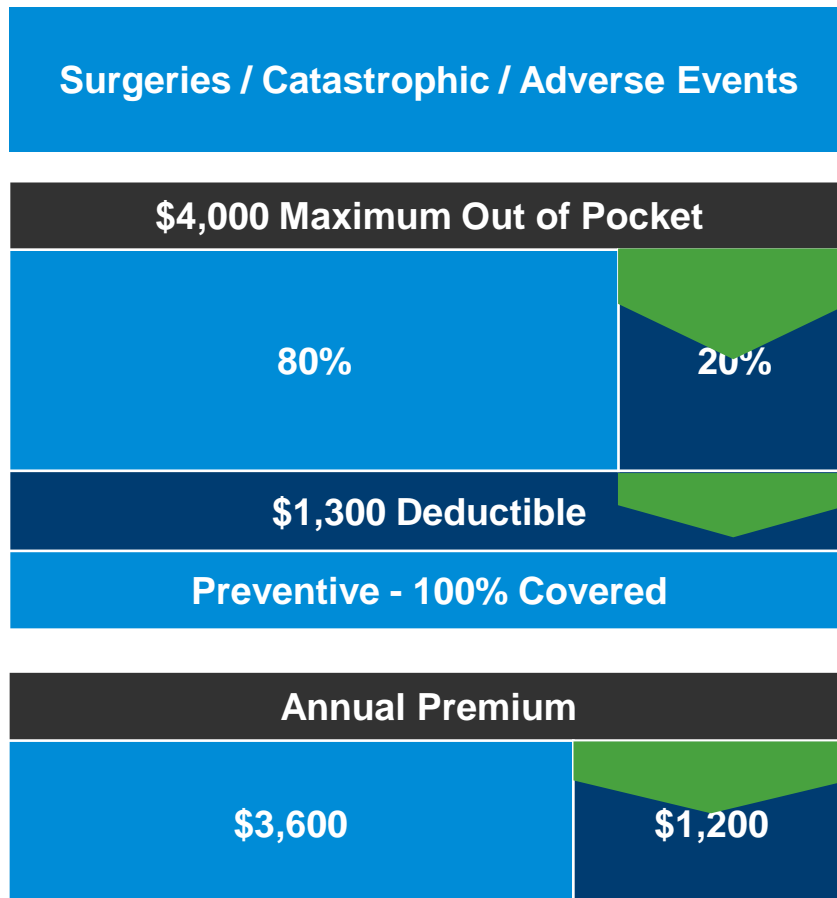 Surgeries / Catastrophic / Adverse Events
$4,000 Maximum Out of Pocket
80%
20%
$1,300 Deductible
Preventive - 100% Covered
Annual Premium
$3,600
$1,200